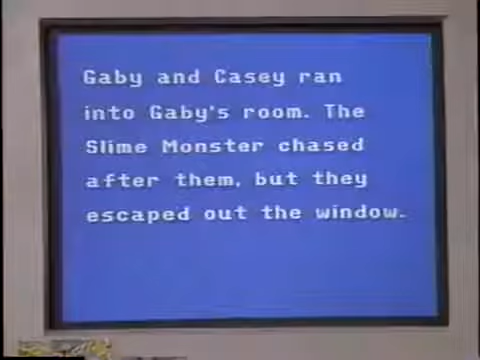 Gaby and Casey ran
into Gaby's room. The
Slime Monster chased
after them, but they
escaped out the window.